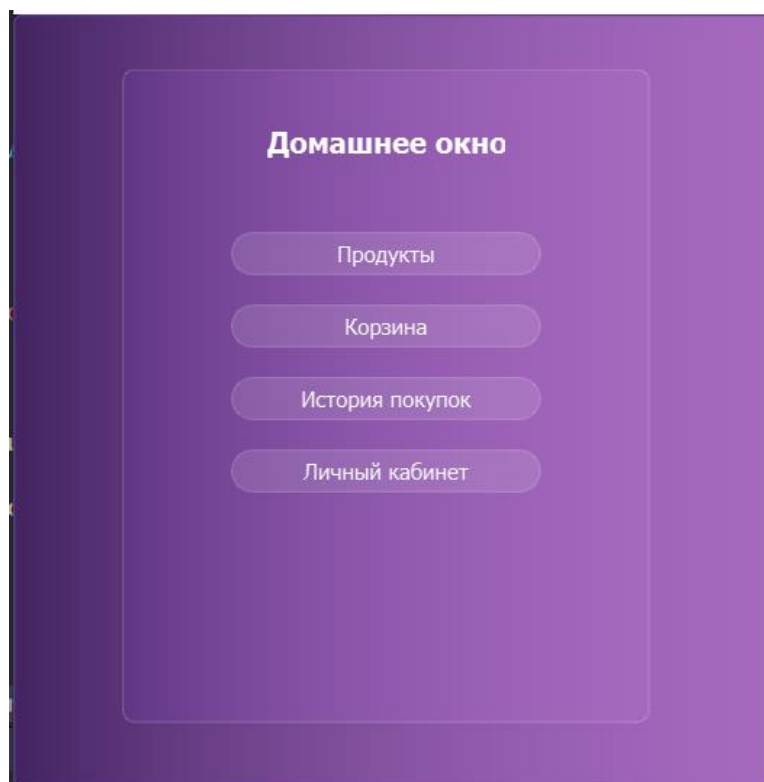 Домашнее окно
Продукты
Корзина
История покупок
Личный кабинет